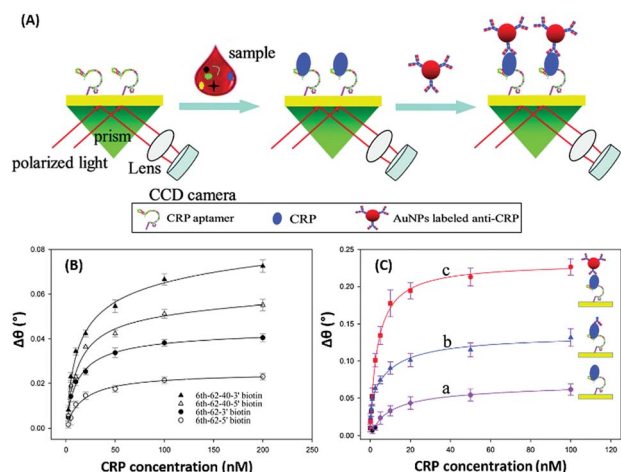 (A)
sample
prism
polarized light
Lens
CCD camera
CRP aptamer
CRP
AuNPs labeled anti-CRP
(B)
Δθ (°)
0.08
0.06
0.04
0.02
0.00
0
50
100
150
200
CRP concentration (nM)
6th-62-40-3' biotin
6th-62-40-5' biotin
6th-62-3' biotin
6th-62-5' biotin
(C)
Δθ (°)
0.25
0.20
0.15
0.10
0.05
0.00
0
20
40
60
80
100
120
CRP concentration (nM)
c
b
a